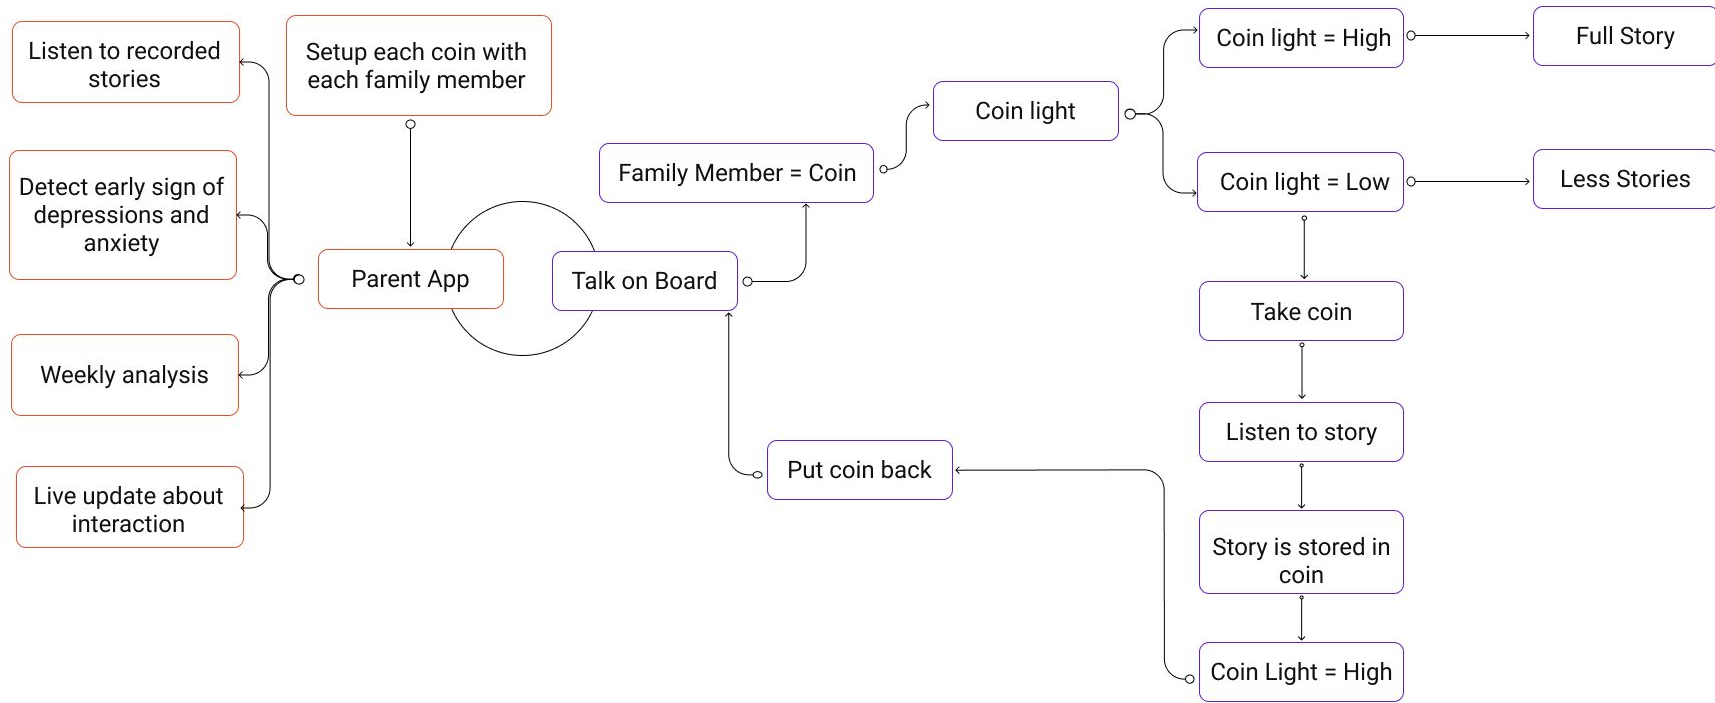 Listen to recorded
stories
Setup each coin with
each family member
Detect early sign of
depressions and
anxiety
Parent App
Weekly analysis
Live update about
interaction
Talk on Board
Family Member = Coin
Coin light
Coin light = High
Full Story
Coin light = Low
Less Stories
Take coin
Listen to story
Story is stored in
coin
Coin Light = High
Put coin back